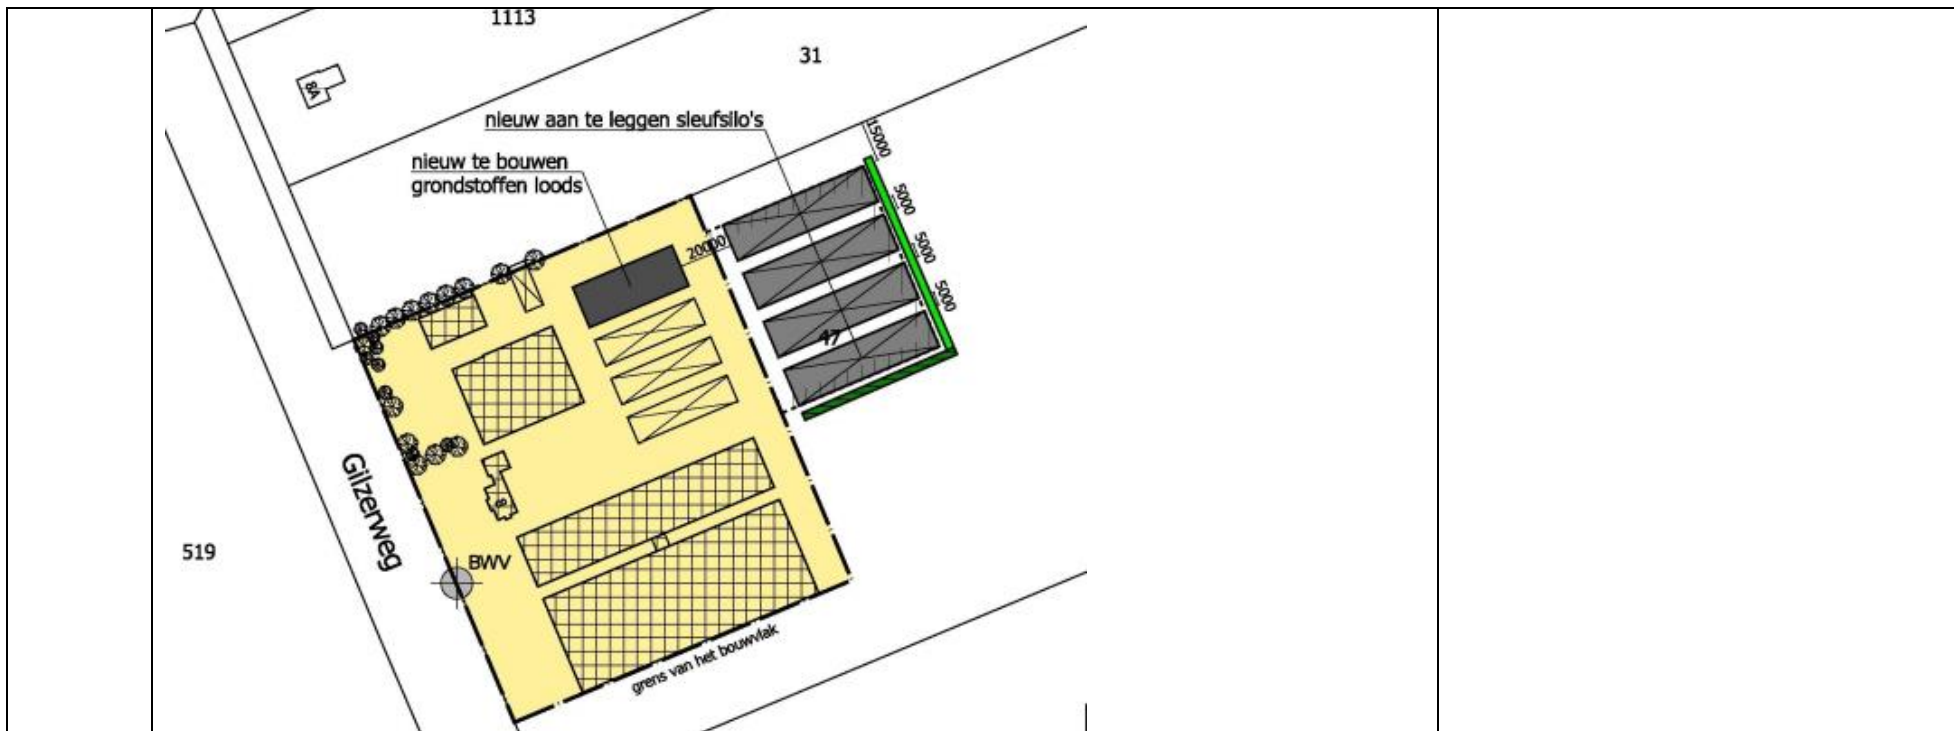 1113
31
8A
nieuw aan te leggen sleufsilo's
15000
nieuw te bouwen
grondstoffen loods
5000
20000
5000
5000
47
Gilzerweg
8
519
BWV
grens van het bouwvlak